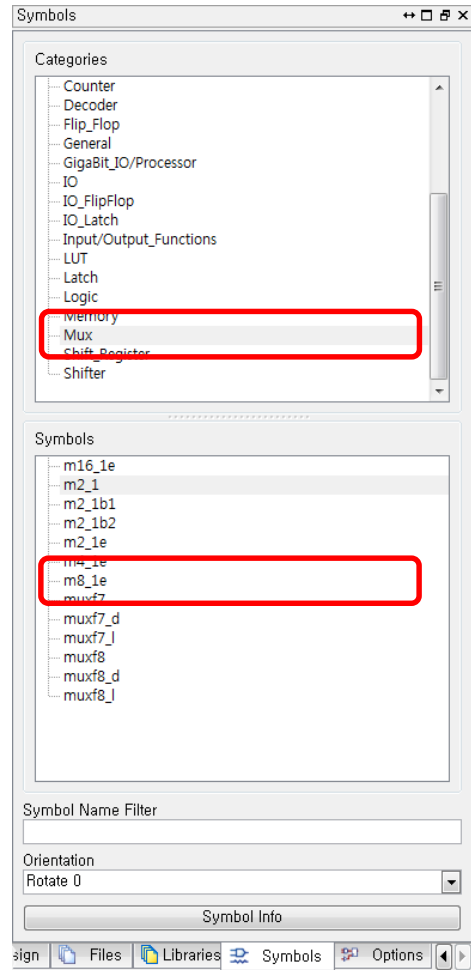 Symbols
Categories
Counter
Decoder
Flip_Flop
General
GigaBit_IO/Processor
IO
IO_FlipFlop
IO_Latch
Input/Output_Functions
LUT
Latch
Logic
Memory
Mux
Shift_Register
Shifter
Symbols
m16_1e
m2_1
m2_1b1
m2_1b2
m2_1e
m4_1e
m8_1e
muxf7
muxf7_d
muxf7_l
muxf8
muxf8_d
muxf8_l
Symbol Name Filter
Orientation
Rotate 0
Symbol Info
sign Files Libraries Symbols Options